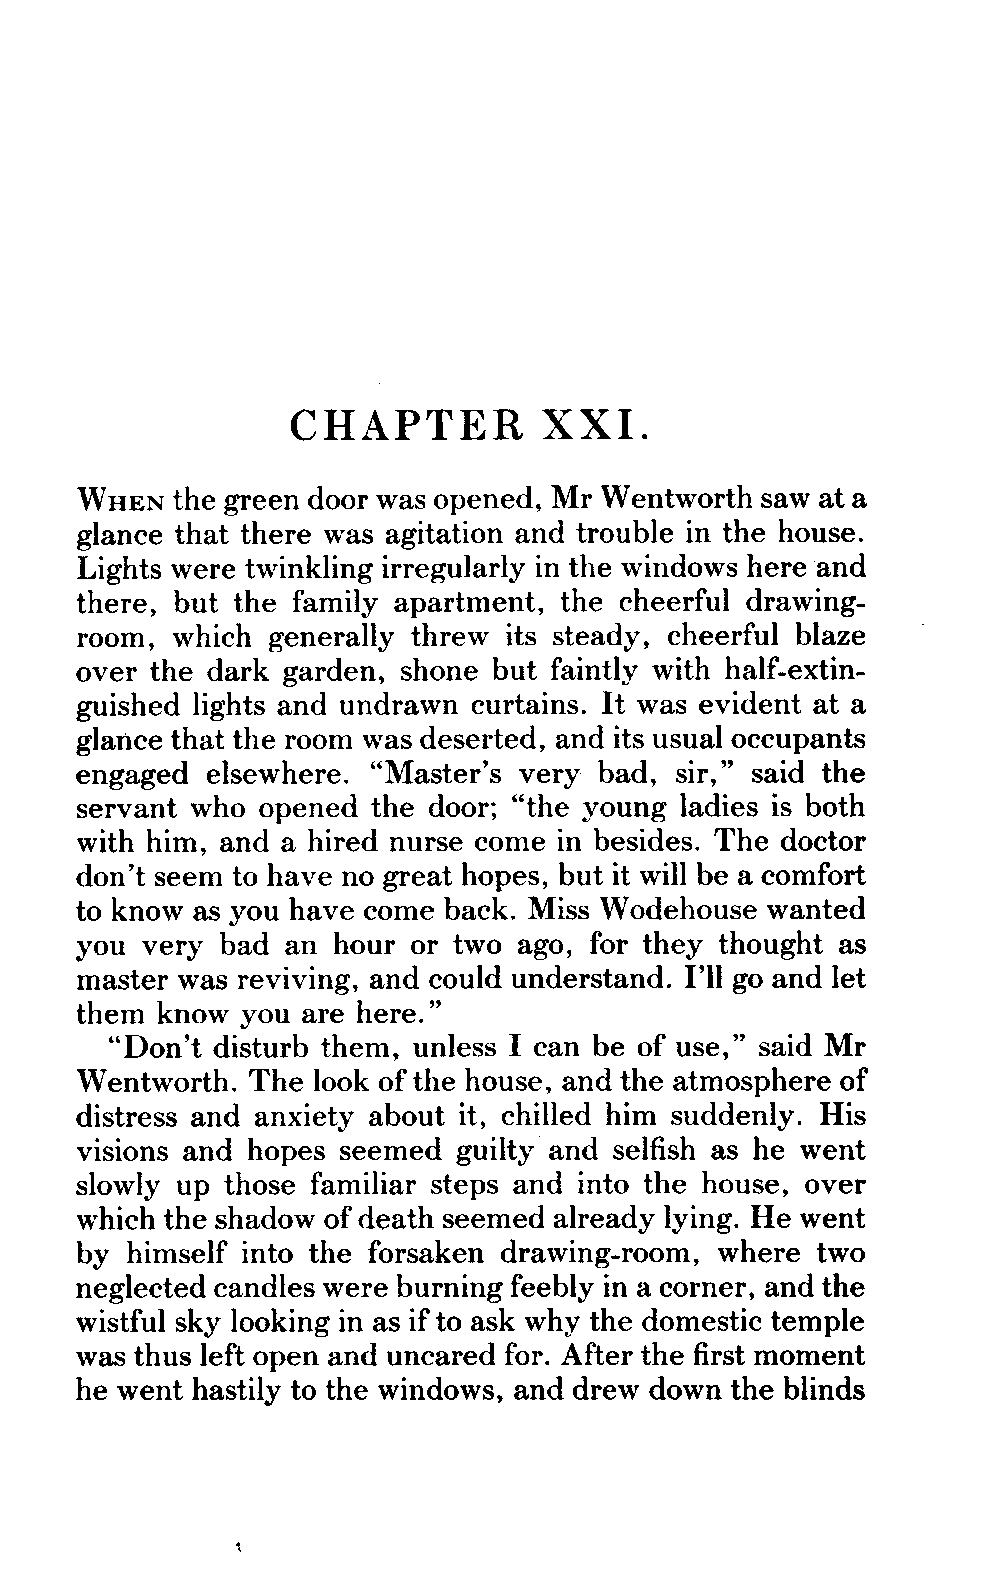 CHAPTER XXI.
WHEN the green door was opened, Mr Wentworth saw at a
glance that there was agitation and trouble in the house.
Lights were twinkling irregularly in the windows here and
there, but the family apartment, the cheerful drawing-
room, which generally threw its steady, cheerful blaze
over the dark garden, shone but faintly with half-extin-
guished lights and undrawn curtains. It was evident at a
glance that the room was deserted, and its usual occupants
engaged elsewhere. “Master’s very bad, sir,” said the
servant who opened the door; “the young ladies is both
with him, and a hired nurse come in besides. The doctor
don’t seem to have no great hopes, but it will be a comfort
to know as you have come back. Miss Wodehouse wanted
you very bad an hour or two ago, for they thought as
master was reviving, and could understand. I’ll go and let
them know you are here.”
“Don’t disturb them, unless I can be of use,” said Mr
Wentworth. The look of the house, and the atmosphere of
distress and anxiety about it, chilled him suddenly. His
visions and hopes seemed guilty and selfish as he went
slowly up those familiar steps and into the house, over
which the shadow of death seemed already lying. He went
by himself into the forsaken drawing-room, where two
neglected candles were burning feebly in a corner, and the
wistful sky looking in as if to ask why the domestic temple
was thus left open and uncared for. After the first moment
he went hastily to the windows, and drew down the blinds